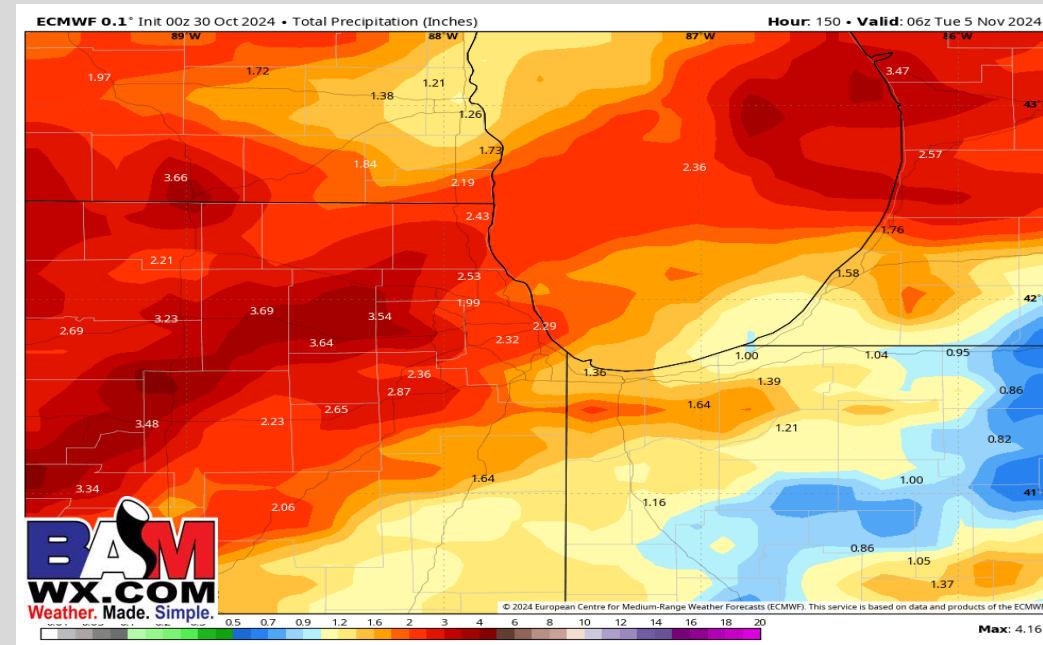 ECMWF 0.1° Init 00z 30 Oct 2024 • Total Precipitation (Inches)
Hour: 150 • Valid: 06z Tue 5 Nov 2024
89°W 88°W 87°W 86°W
1.97 1.72 1.21 3.47
1.38
1.26 43°
1.73 2.57
1.84 2.36
3.66 2.19
2.43
1.76
2.21
2.53 1.58
1.99 42°
3.23 3.69 3.54
2.69 2.29
3.64 2.32
1.00 1.04 0.95
2.36 1.36
2.87 1.39 0.86
2.65 1.64
3.48 2.23 1.21
0.82
1.64 1.00
3.34 41°
2.06 1.16
0.86
1.05
1.37
BAM
WX.COM
Weather. Made. Simple.
© 2024 European Centre for Medium-Range Weather Forecasts (ECMWF). This service is based on data and products of the ECMWF
0.5 0.7 0.9 1.2 1.6 2 3 4 6 8 10 12 14 16 18 20
Max: 4.16